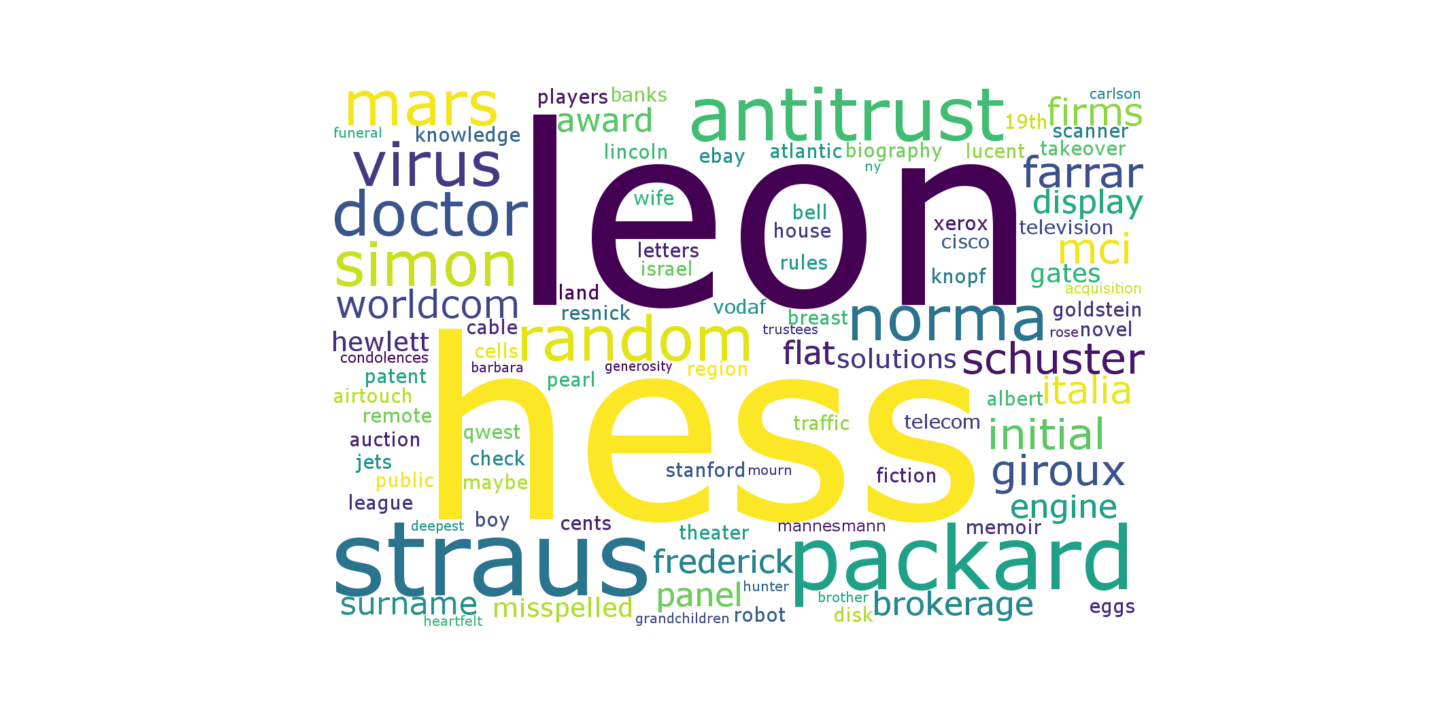 mars
players
banks
antitrust
carlson
firms
19th
award
funeral
knowledge
scanner
leon
lincoln
ebay
atlantic
biography
lucent
takeover
ny
virus
farrar
wife
doctor
display
bell
house
xerox
television
letters
cisco
mci
simon
israel
rules
knopf
gates
land
acquisition
worldcom
resnick
vodaf
breast
norma
goldstein
hewlett
cable
random
trustees
rose
novel
condolences
cells
flat
solutions
schuster
barbara
generosity
region
patent
pearl
hess
airtouch
albert
italia
remote
traffic
telecom
auction
qwest
initial
jets
check
stanford
mourn
fiction
giroux
public
maybe
league
engine
deepest
boy
cents
theater
mannesmann
memoir
straus
frederick
packard
surname
misspelled
panel
hunter
brother
brokerage
eggs
heartfelt
grandchildren
robot
disk